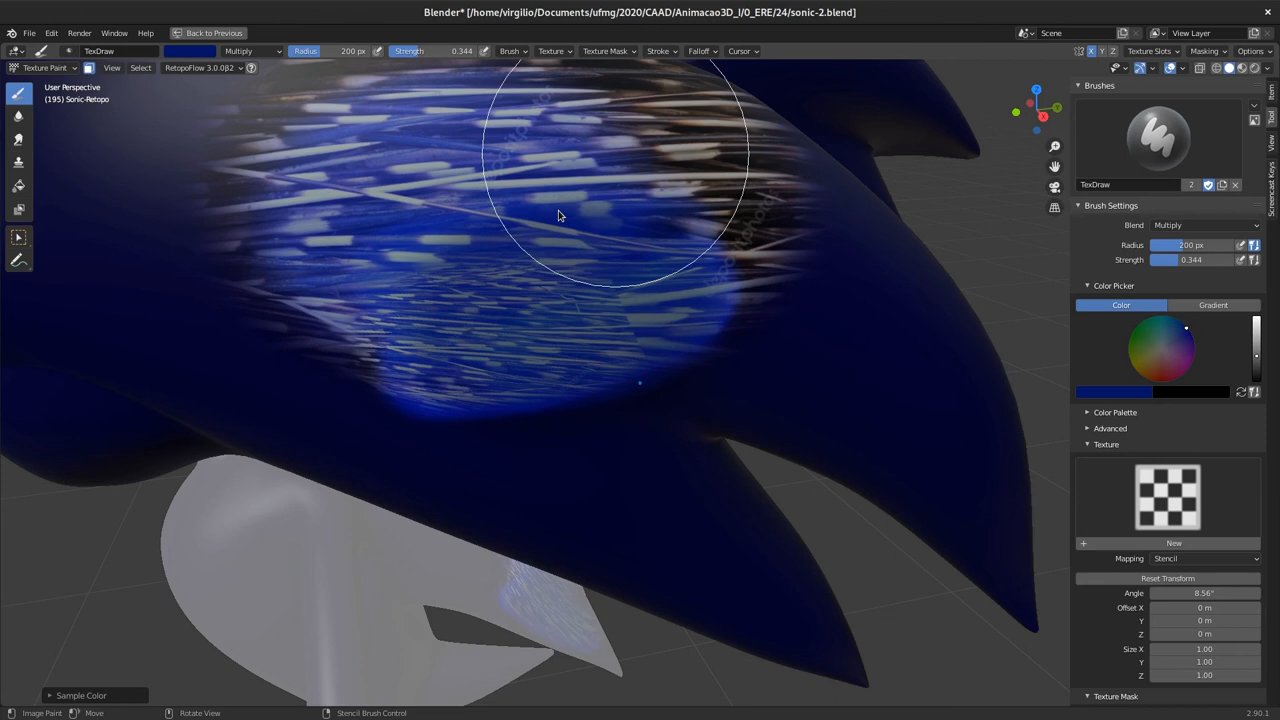 Blender* [/home/virgilio/Documents/ufmg/2020/CAAD/Animacao3D_I/0_ERE/24/sonic-2.blend]
File Edit Render Window Help Back to Previous Scene View Layer
TexDraw Multiply Radius 200 px Strength 0.344 Brush Texture Texture Mask Stroke Falloff Cursor X Y Z Texture Slots Masking Options
Texture Paint View Select RetopoFlow 3.0.0β2
User Perspective
(195) Sonic-Retopo
Z
Y
X
Item
Tool
View
Screencast Keys
Brushes
TexDraw 2
Brush Settings
Blend Multiply
Radius 200 px
Strength 0.344
Color Picker
Color Gradient
Color Palette
Advanced
Texture
New
Mapping Stencil
Reset Transform
Angle 8.56°
Offset X 0 m
Y 0 m
Z 0 m
Size X 1.00
Y 1.00
Z 1.00
Texture Mask
Sample Color
Image Paint Move Rotate View Stencil Brush Control 2.90.1